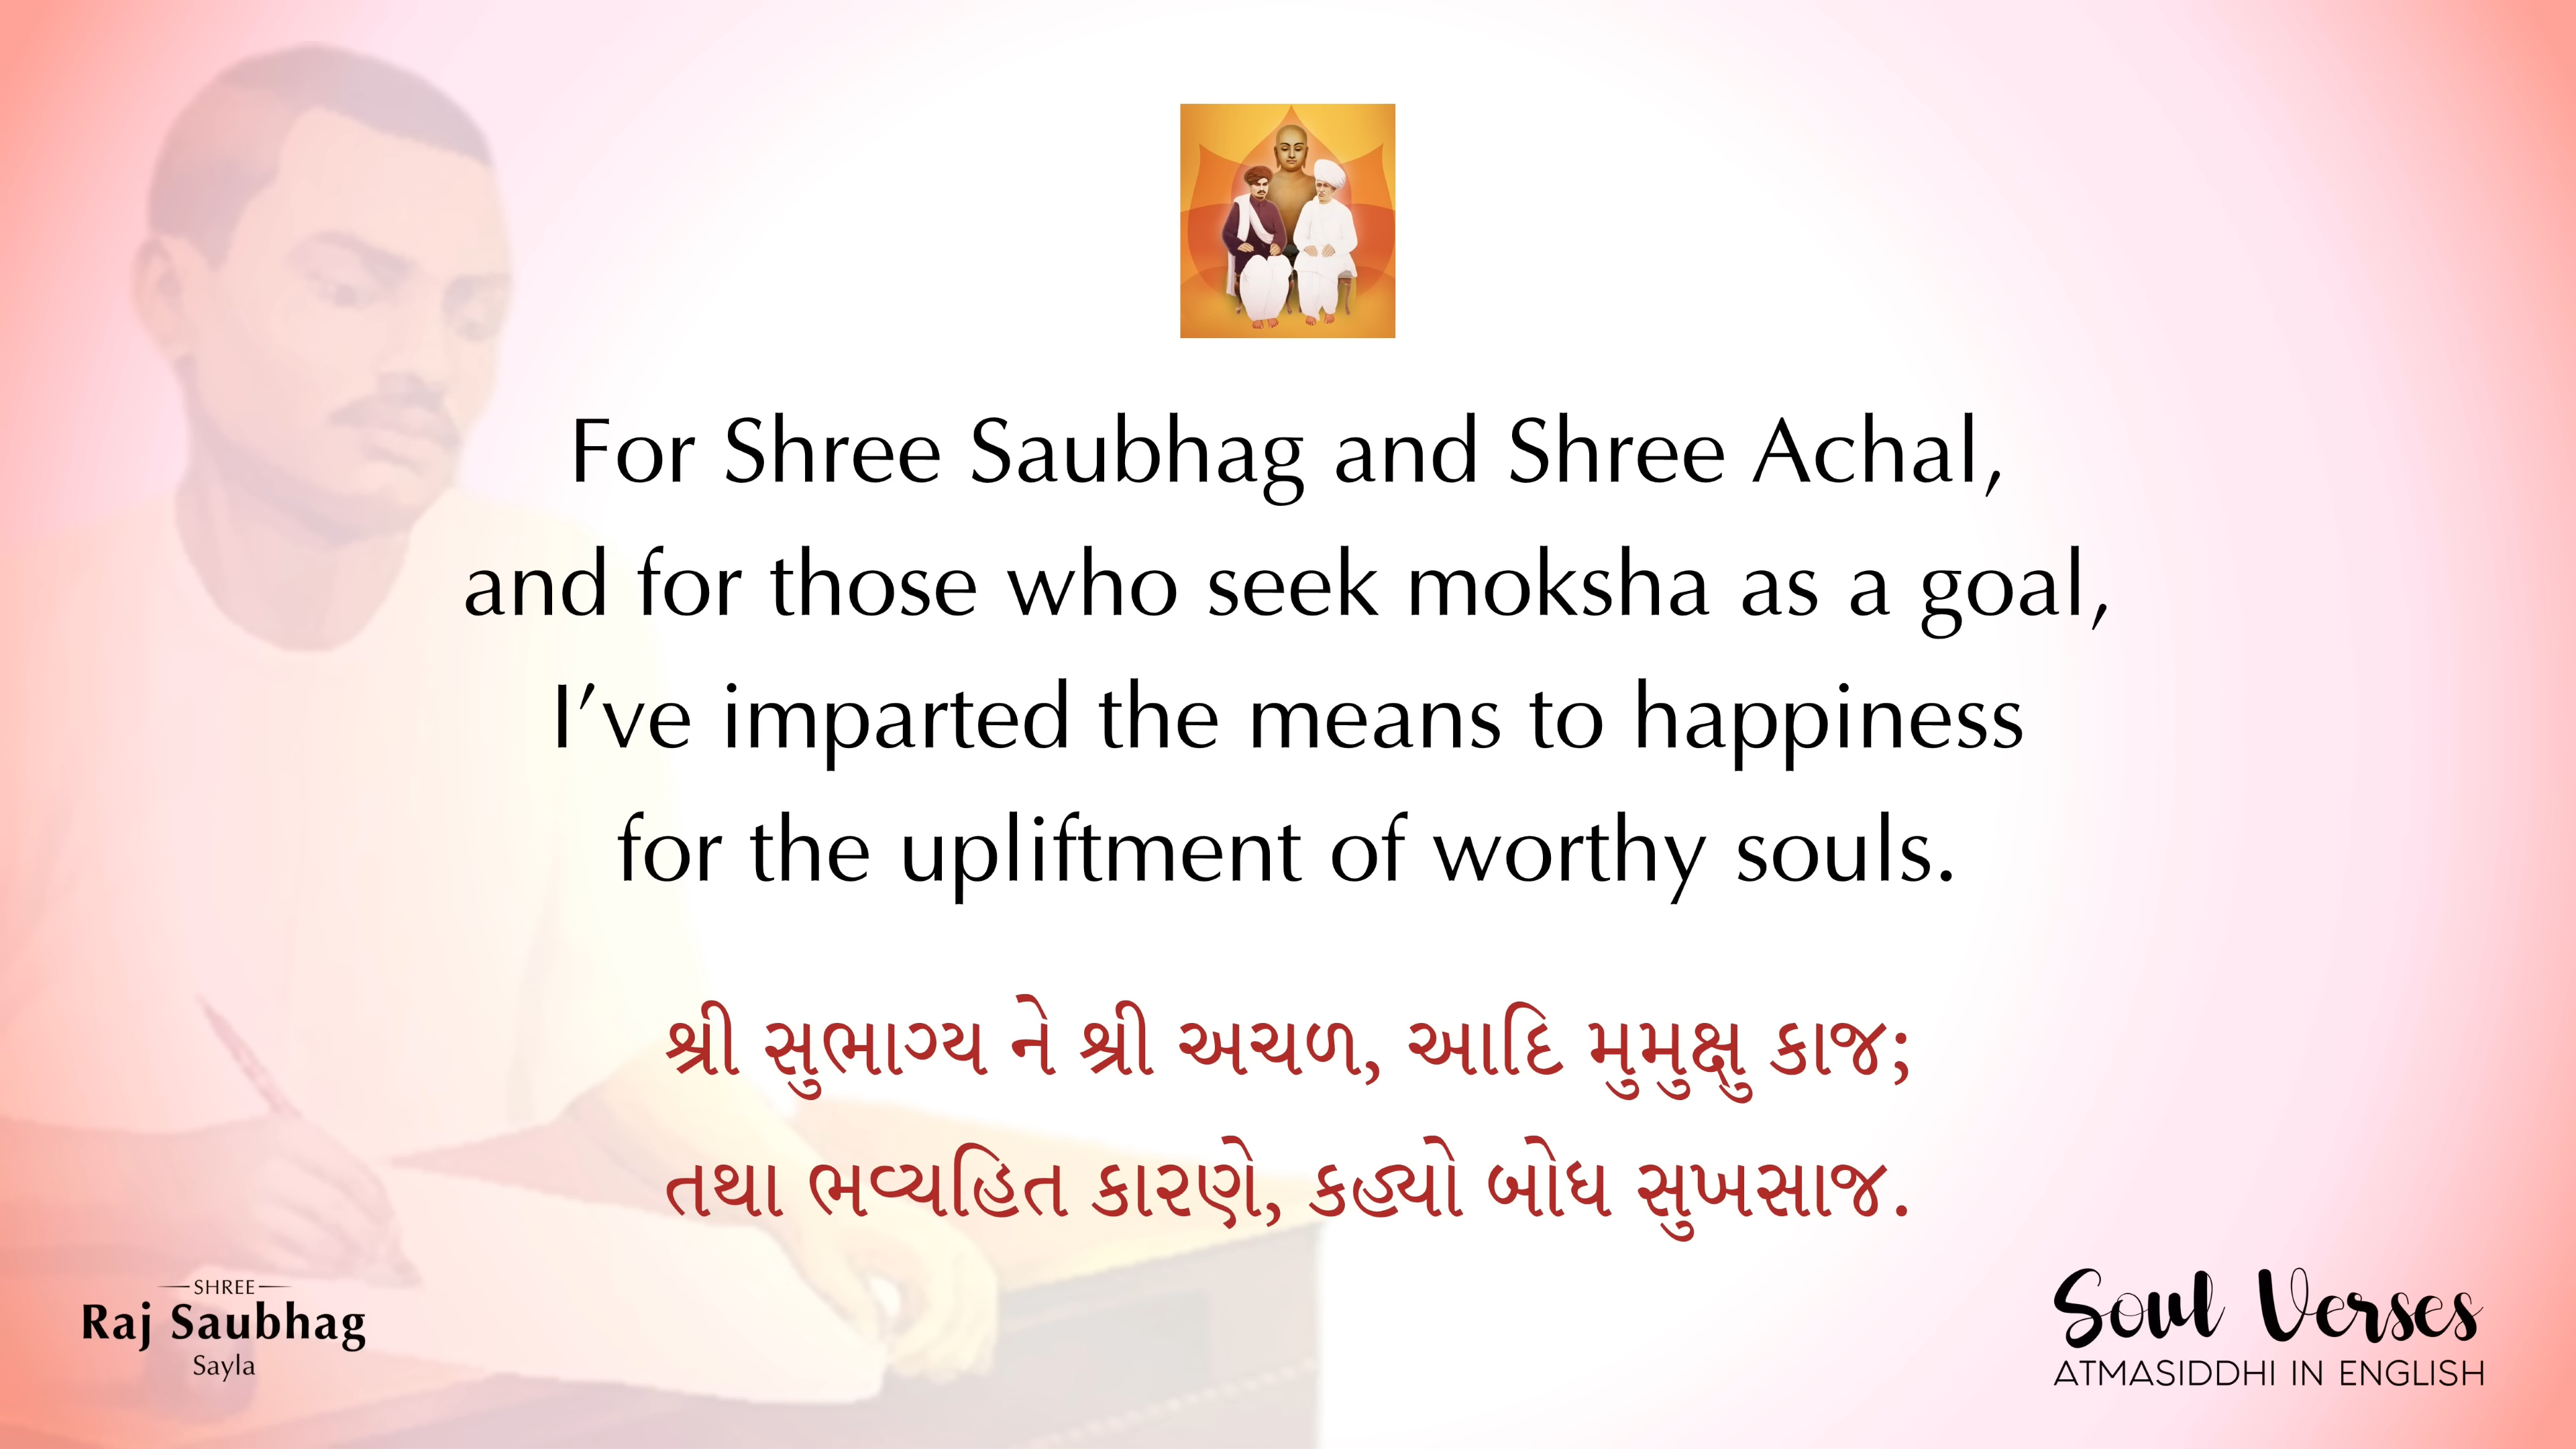 For Shree Saubhag and Shree Achal,
and for those who seek moksha as a goal,
I’ve imparted the means to happiness
for the upliftment of worthy souls.
શ્રી સુભાગ્ય ને શ્રી અચળ, આદિ મુમુક્ષુ કાજ;
તથા ભવ્યહિત કારણે, કહ્યો બોધ સુખસાજ.
SHREE
Raj Saubhag
Sayla
Soul Verses
ATMASIDDHI IN ENGLISH